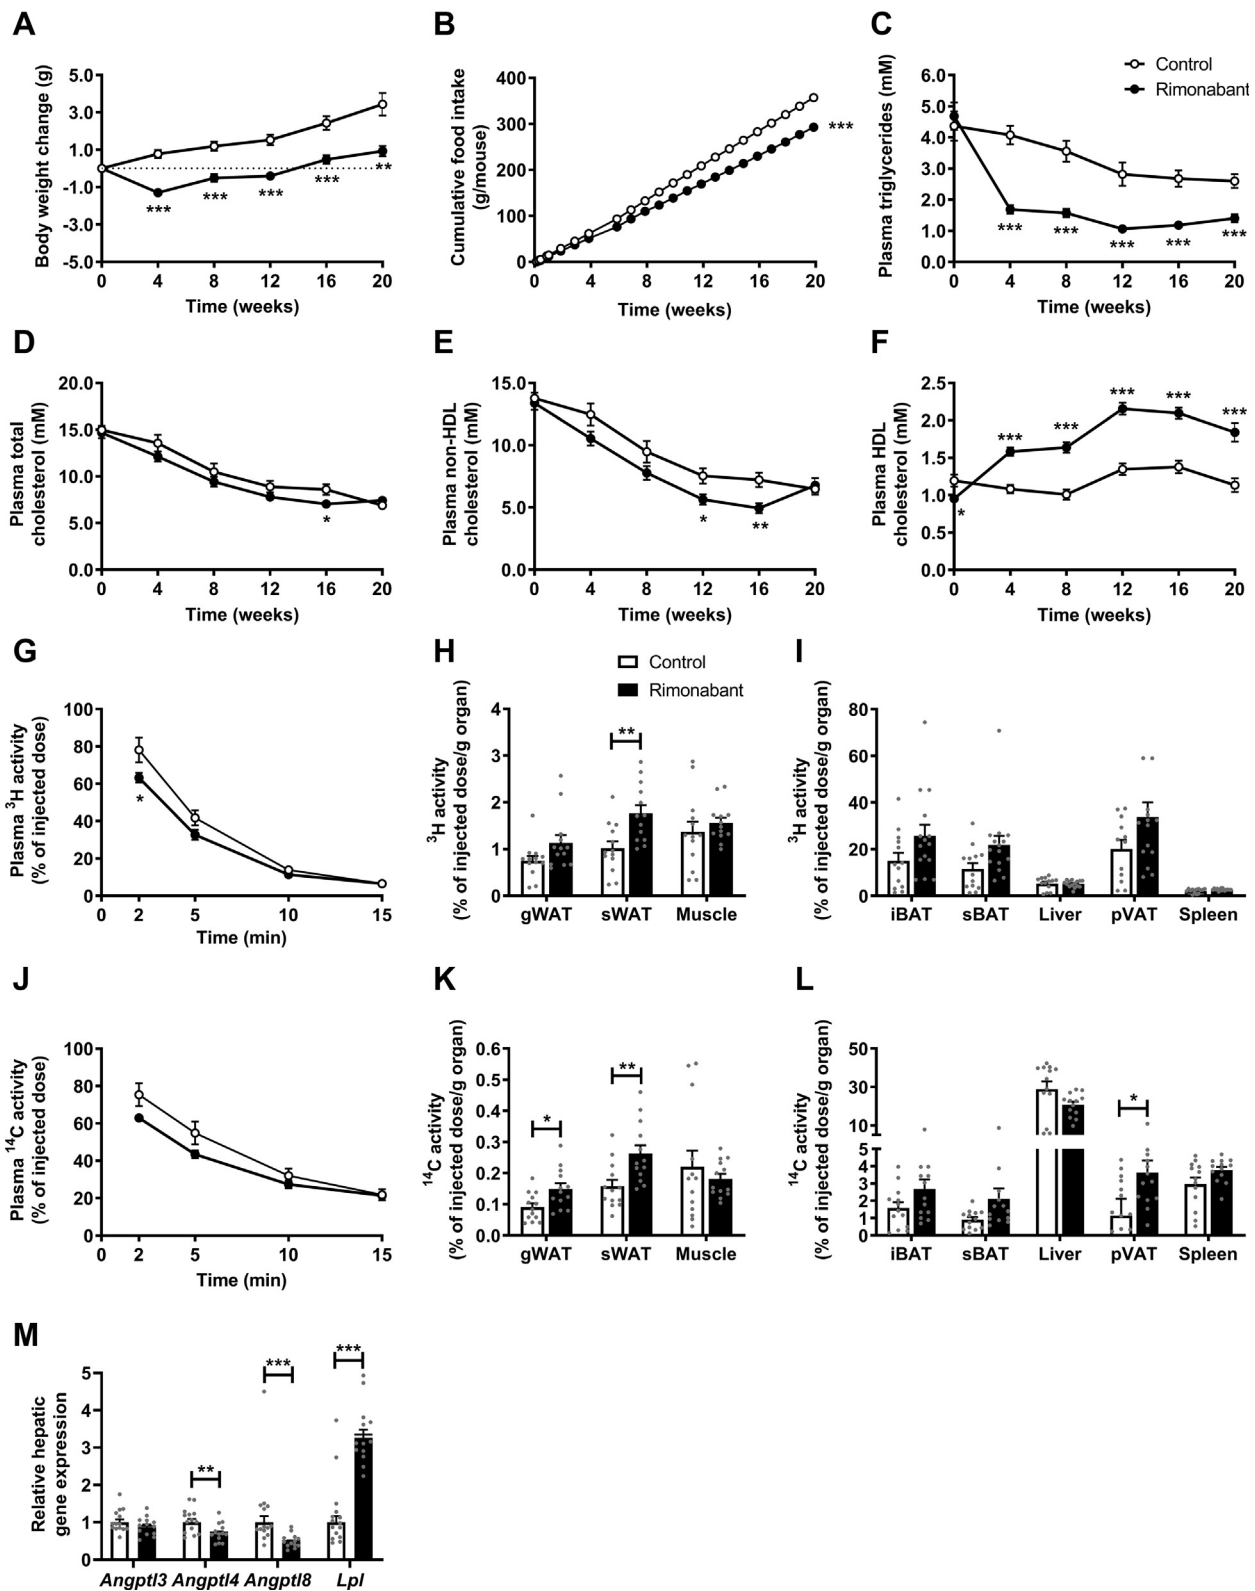 A
B
C
Body weight change (g)
5.0
3.0
1.0
-1.0
-3.0
-5.0
***
***
***
***
**
0 4 8 12 16 20
Time (weeks)
Cumulative food intake
(g/mouse)
400
300
200
100
0
***
0 4 8 12 16 20
Time (weeks)
Plasma triglycerides (mM)
6.0
5.0
4.0
3.0
2.0
1.0
0.0
Control
Rimonabant
***
***
***
***
***
0 4 8 12 16 20
Time (weeks)
D
E
F
Plasma total
cholesterol (mM)
20.0
15.0
10.0
5.0
0.0
*
0 4 8 12 16 20
Time (weeks)
Plasma non-HDL
cholesterol (mM)
15.0
10.0
5.0
0.0
*
**
0 4 8 12 16 20
Time (weeks)
Plasma HDL
cholesterol (mM)
2.5
2.0
1.5
1.0
0.5
0.0
*
***
***
***
***
***
0 4 8 12 16 20
Time (weeks)
G
H
I
Plasma ³H activity
(% of injected dose)
100
80
60
40
20
0
*
0 2 5 10 15
Time (min)
Control
Rimonabant
³H activity
(% of injected dose/g organ)
4
3
2
1
0
**
gWAT sWAT Muscle
³H activity
(% of injected dose/g organ)
80
60
40
20
0
iBAT sBAT Liver pVAT Spleen
J
K
L
Plasma ¹⁴C activity
(% of injected dose)
100
80
60
40
20
0
0 2 5 10 15
Time (min)
¹⁴C activity
(% of injected dose/g organ)
0.6
0.5
0.4
0.3
0.2
0.1
0.0
*
**
gWAT sWAT Muscle
¹⁴C activity
(% of injected dose/g organ)
50
30
10
5
4
3
2
1
0
*
iBAT sBAT Liver pVAT Spleen
M
Relative hepatic
gene expression
5
4
3
2
1
0
**
***
***
Angptl3 Angptl4 Angptl8 Lpl